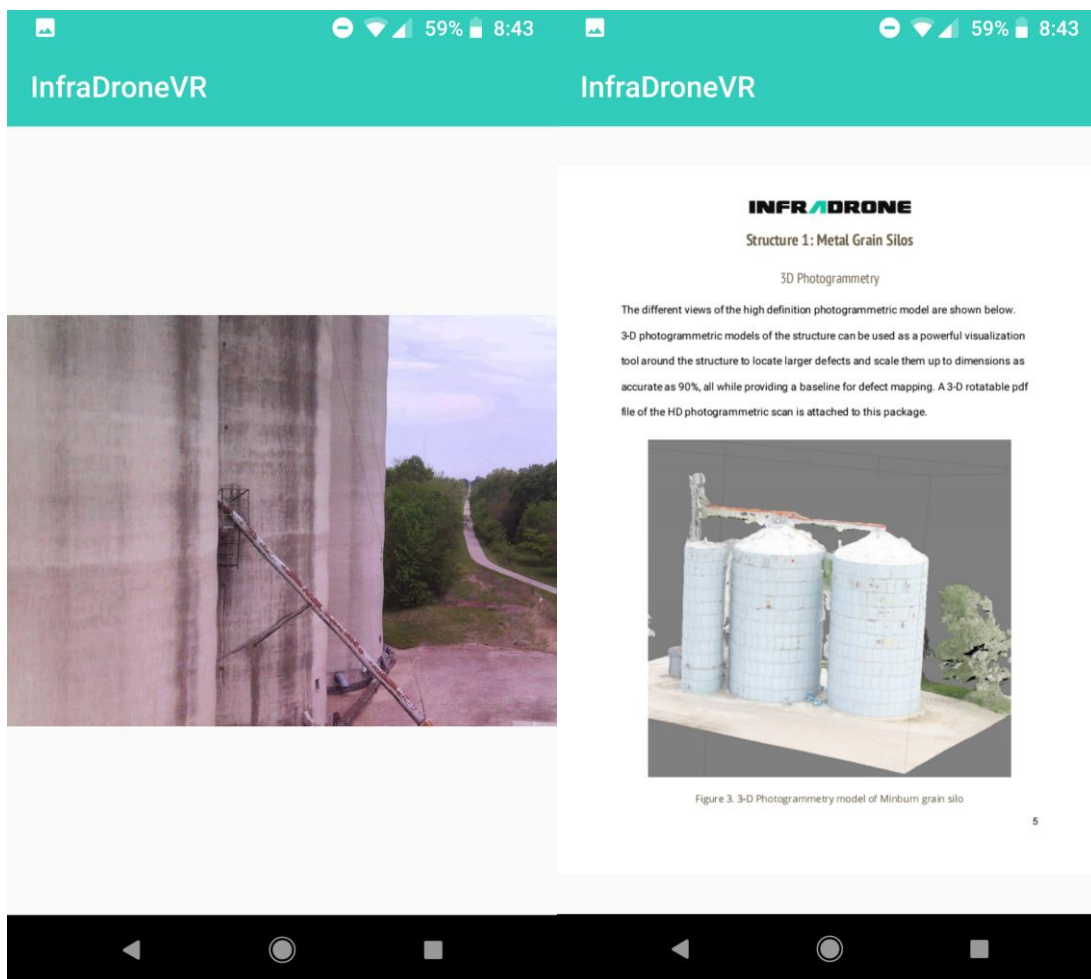 59% 8:43
InfraDroneVR
59% 8:43
InfraDroneVR
INFRADRONE
Structure 1: Metal Grain Silos
3D Photogrammetry
The different views of the high definition photogrammetric model are shown below.
3-D photogrammetric models of the structure can be used as a powerful visualization
tool around the structure to locate larger defects and scale them up to dimensions as
accurate as 90%, all while providing a baseline for defect mapping. A 3-D rotatable pdf
file of the HD photogrammetric scan is attached to this package.
Figure 3. 3-D Photogrammetry model of Minburn grain silo
5